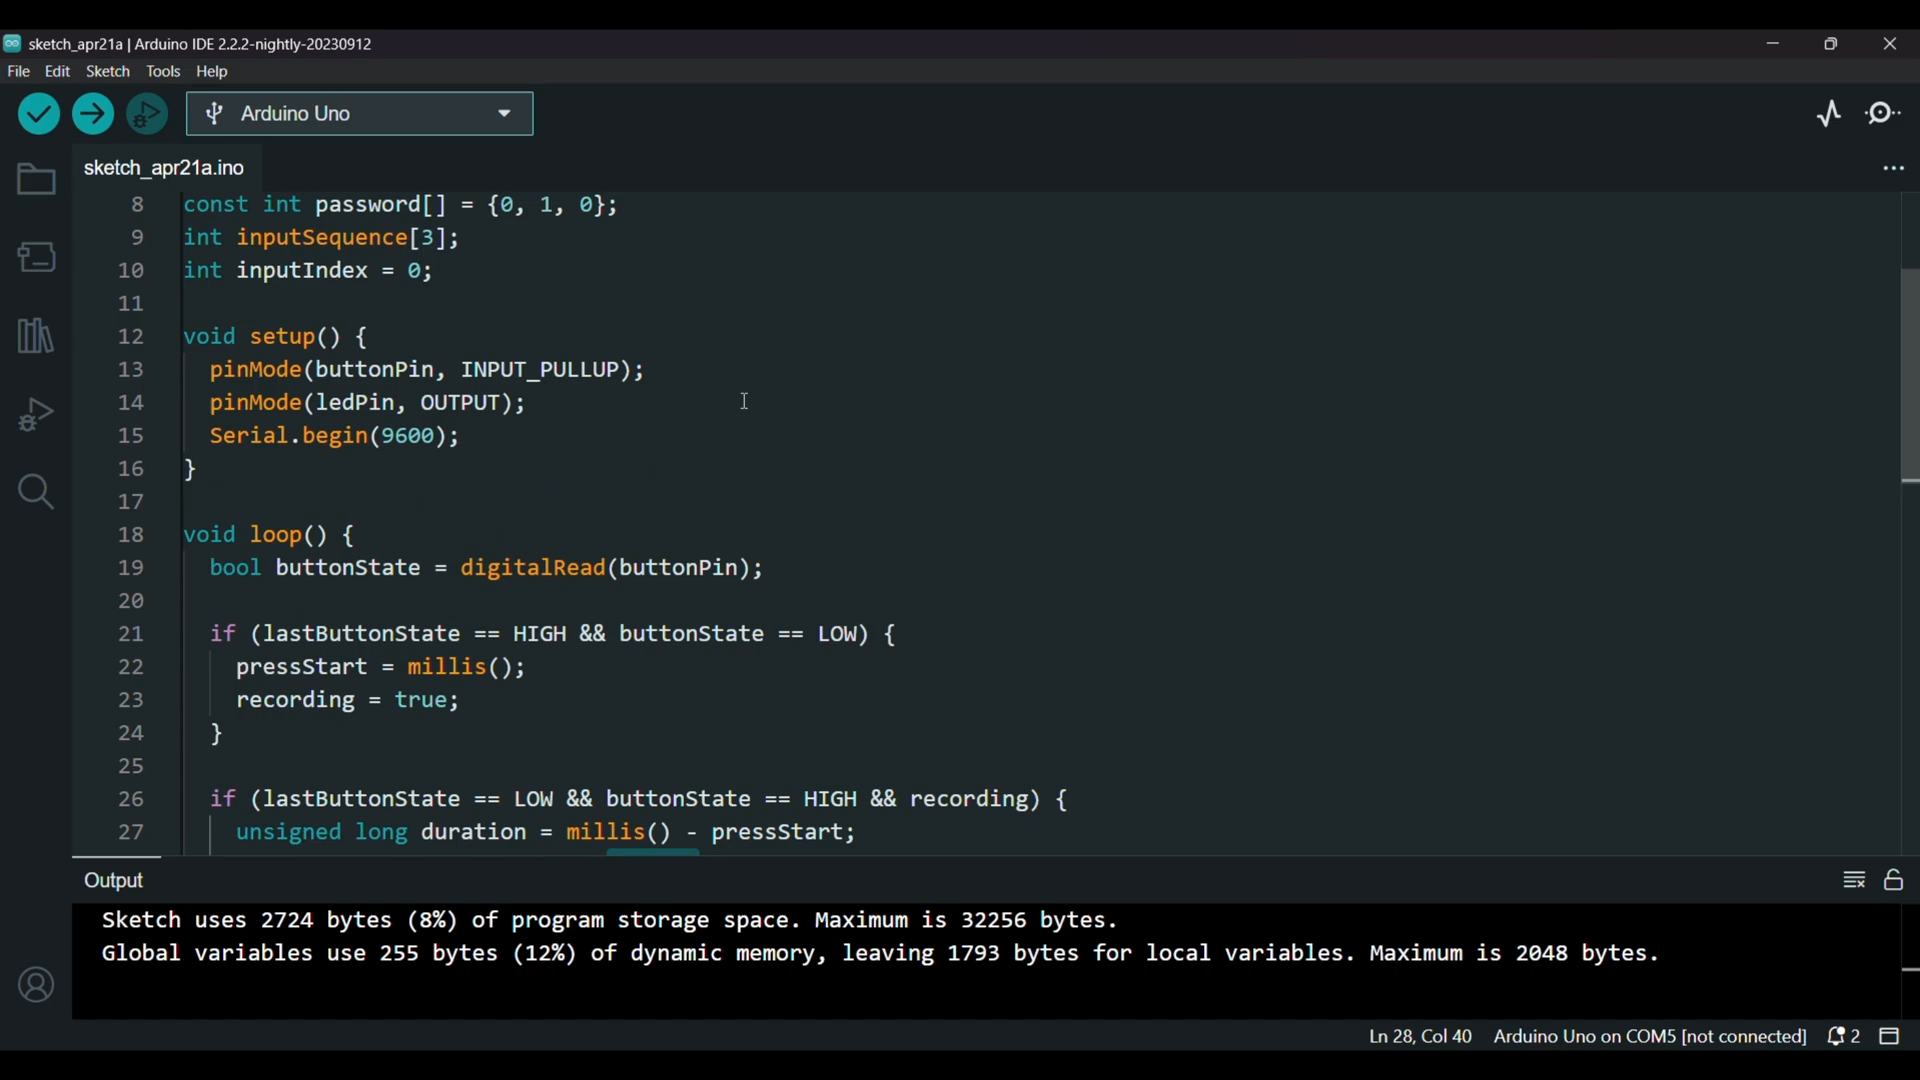 sketch_apr21a | Arduino IDE 2.2.2-nightly-20230912
File Edit Sketch Tools Help
Arduino Uno
sketch_apr21a.ino
8 const int password[] = {0, 1, 0};
9 int inputSequence[3];
10 int inputIndex = 0;
11
12 void setup() {
13 pinMode(buttonPin, INPUT_PULLUP);
14 pinMode(ledPin, OUTPUT);
15 Serial.begin(9600);
16 }
17
18 void loop() {
19 bool buttonState = digitalRead(buttonPin);
20
21 if (lastButtonState == HIGH && buttonState == LOW) {
22 pressStart = millis();
23 recording = true;
24 }
25
26 if (lastButtonState == LOW && buttonState == HIGH && recording) {
27 unsigned long duration = millis() - pressStart;
Output
Sketch uses 2724 bytes (8%) of program storage space. Maximum is 32256 bytes.
Global variables use 255 bytes (12%) of dynamic memory, leaving 1793 bytes for local variables. Maximum is 2048 bytes.
Ln 28, Col 40 Arduino Uno on COM5 [not connected] 2